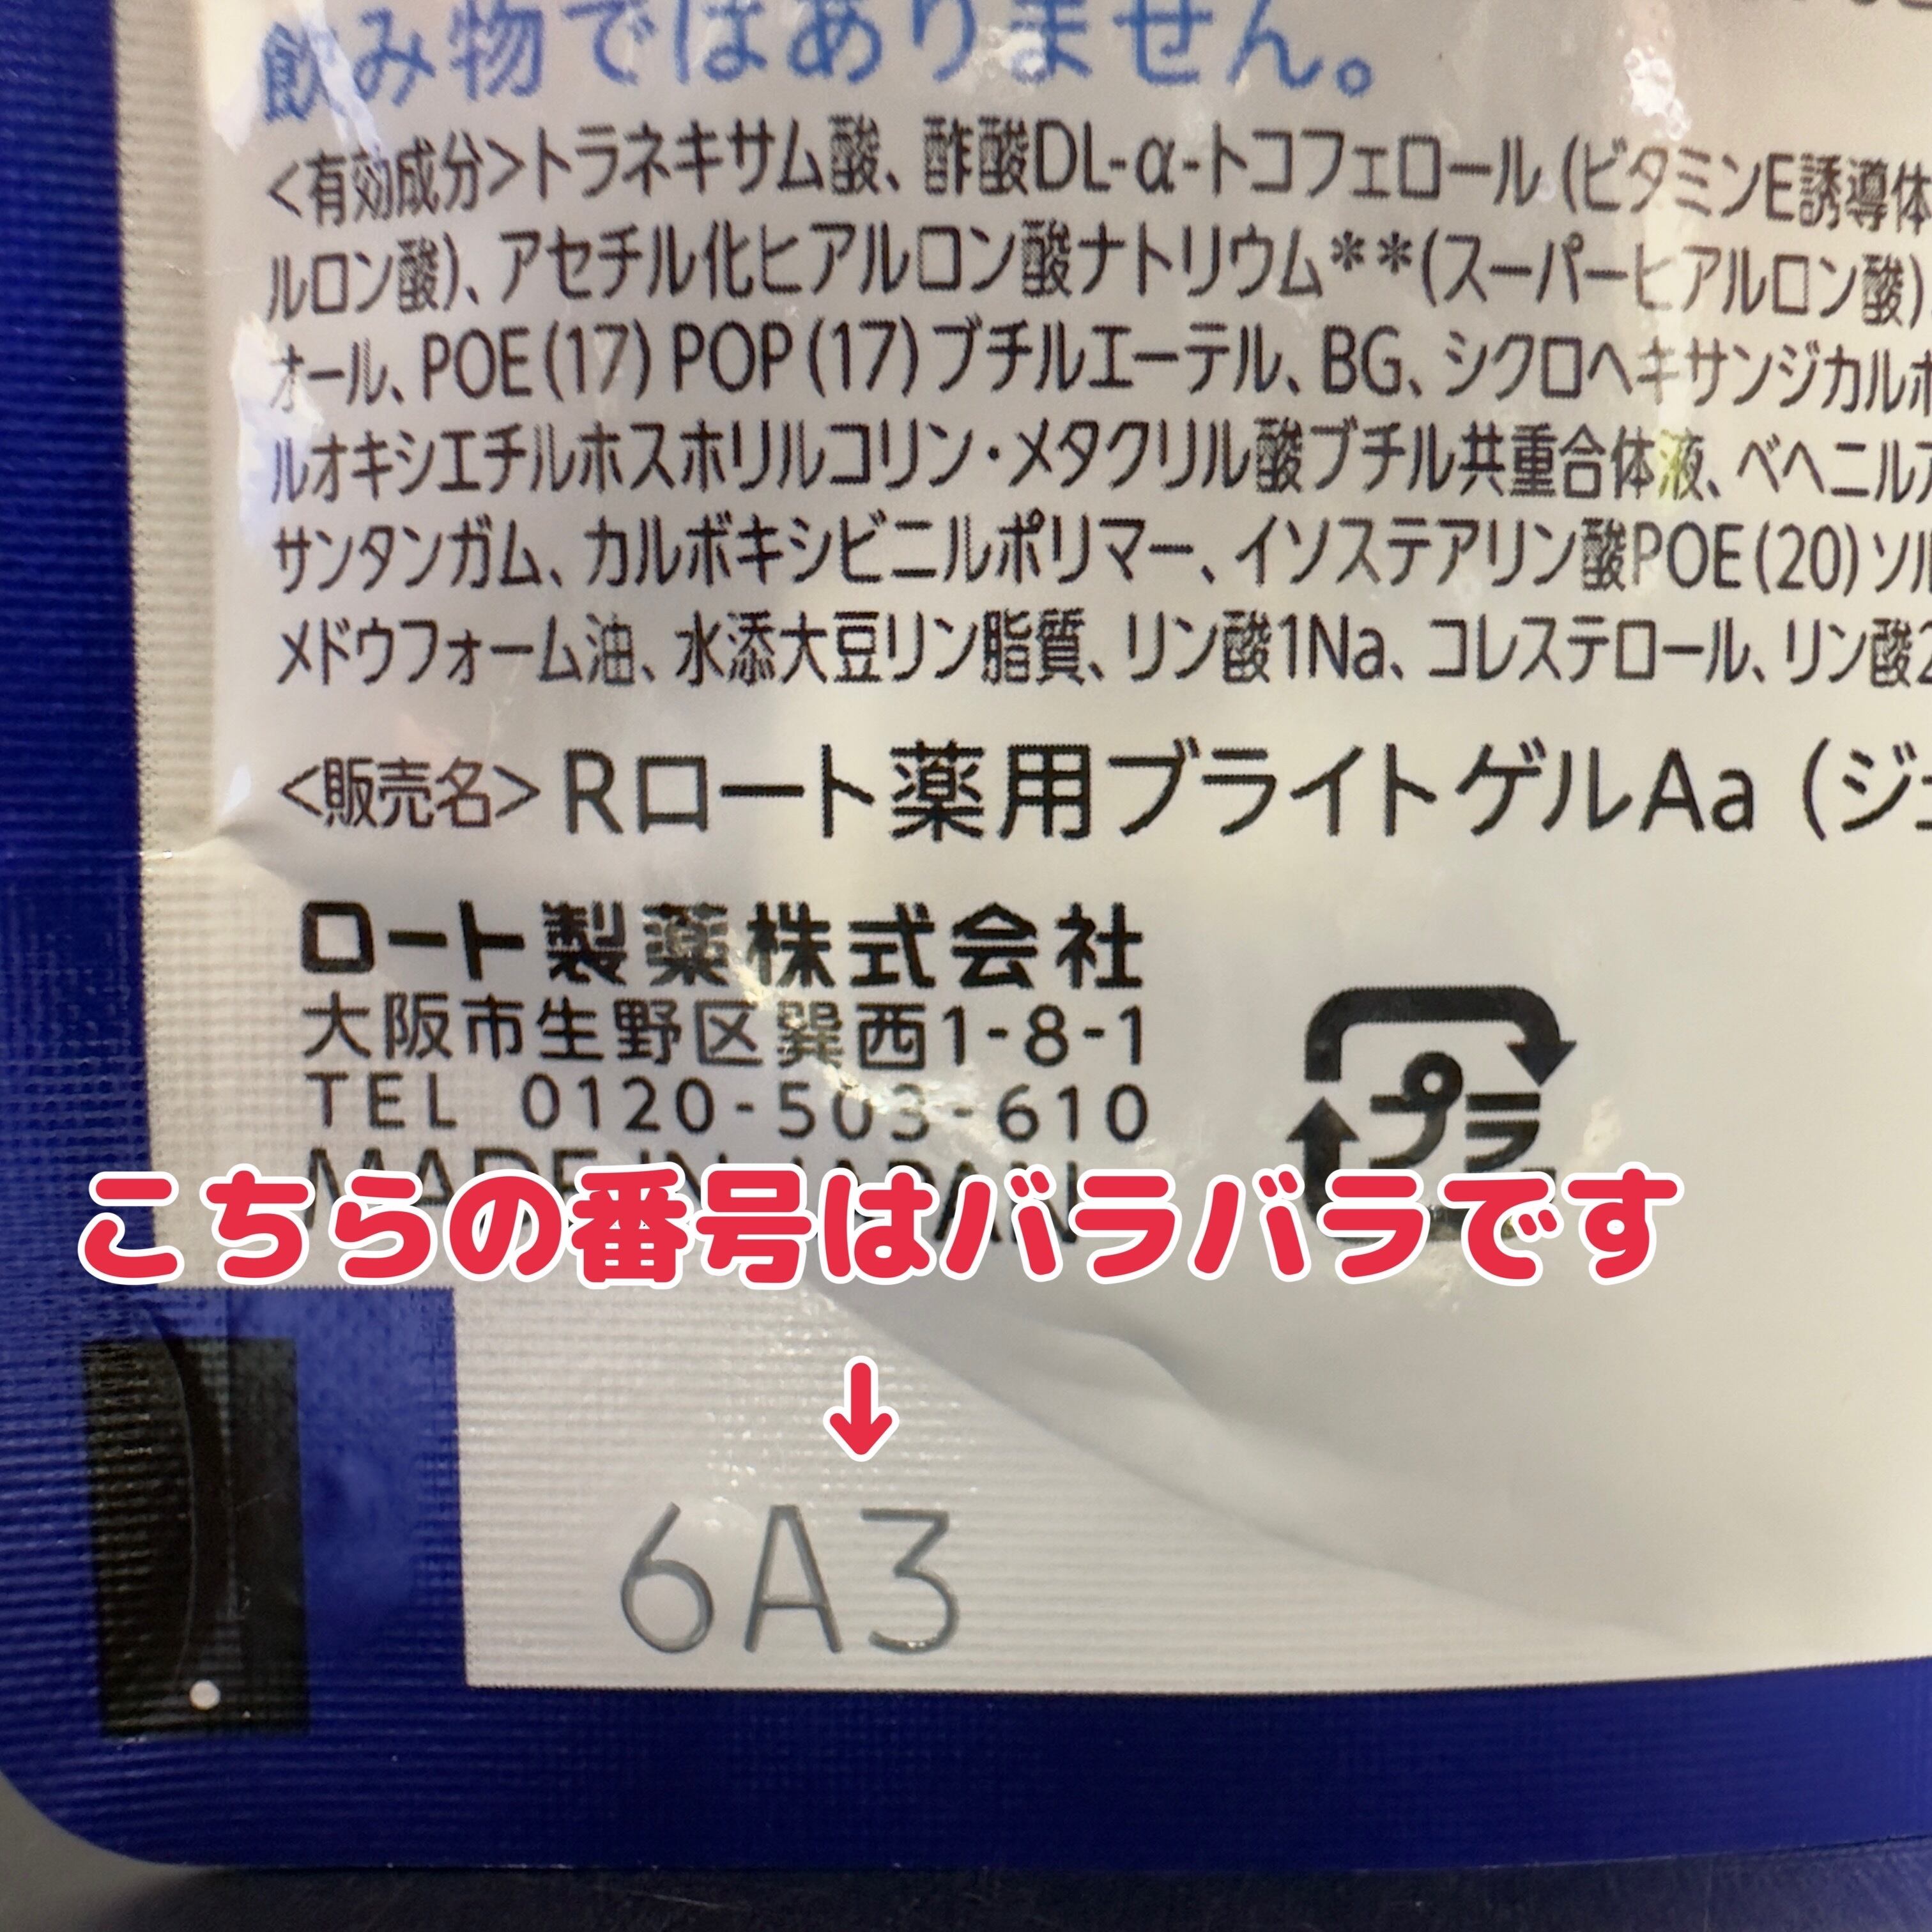 飲み物ではありません。
<有効成分>トラネキサム酸、酢酸DL-α-トコフェロール(ビタミンE誘導体
ルロン酸)、アセチル化ヒアルロン酸ナトリウム**(スーパーヒアルロン酸)
オール、POE(17)POP(17)ブチルエーテル、BG、シクロヘキサンジカルボ
ルオキシエチルホスホリルコリン・メタクリル酸ブチル共重合体液、ベヘニルア
サンタンガム、カルボキシビニルポリマー、イソステアリン酸POE(20)ソル
メドウフォーム油、水添大豆リン脂質、リン酸1Na、コレステロール、リン酸2
<販売名>Rロート薬用ブライトゲルAa(ジェ
ロート製薬株式会社
大阪市生野区巽西1-8-1
TEL 0120-503-610
MADE IN JAPAN
プラ
こちらの番号はバラバラです
↓
6A3